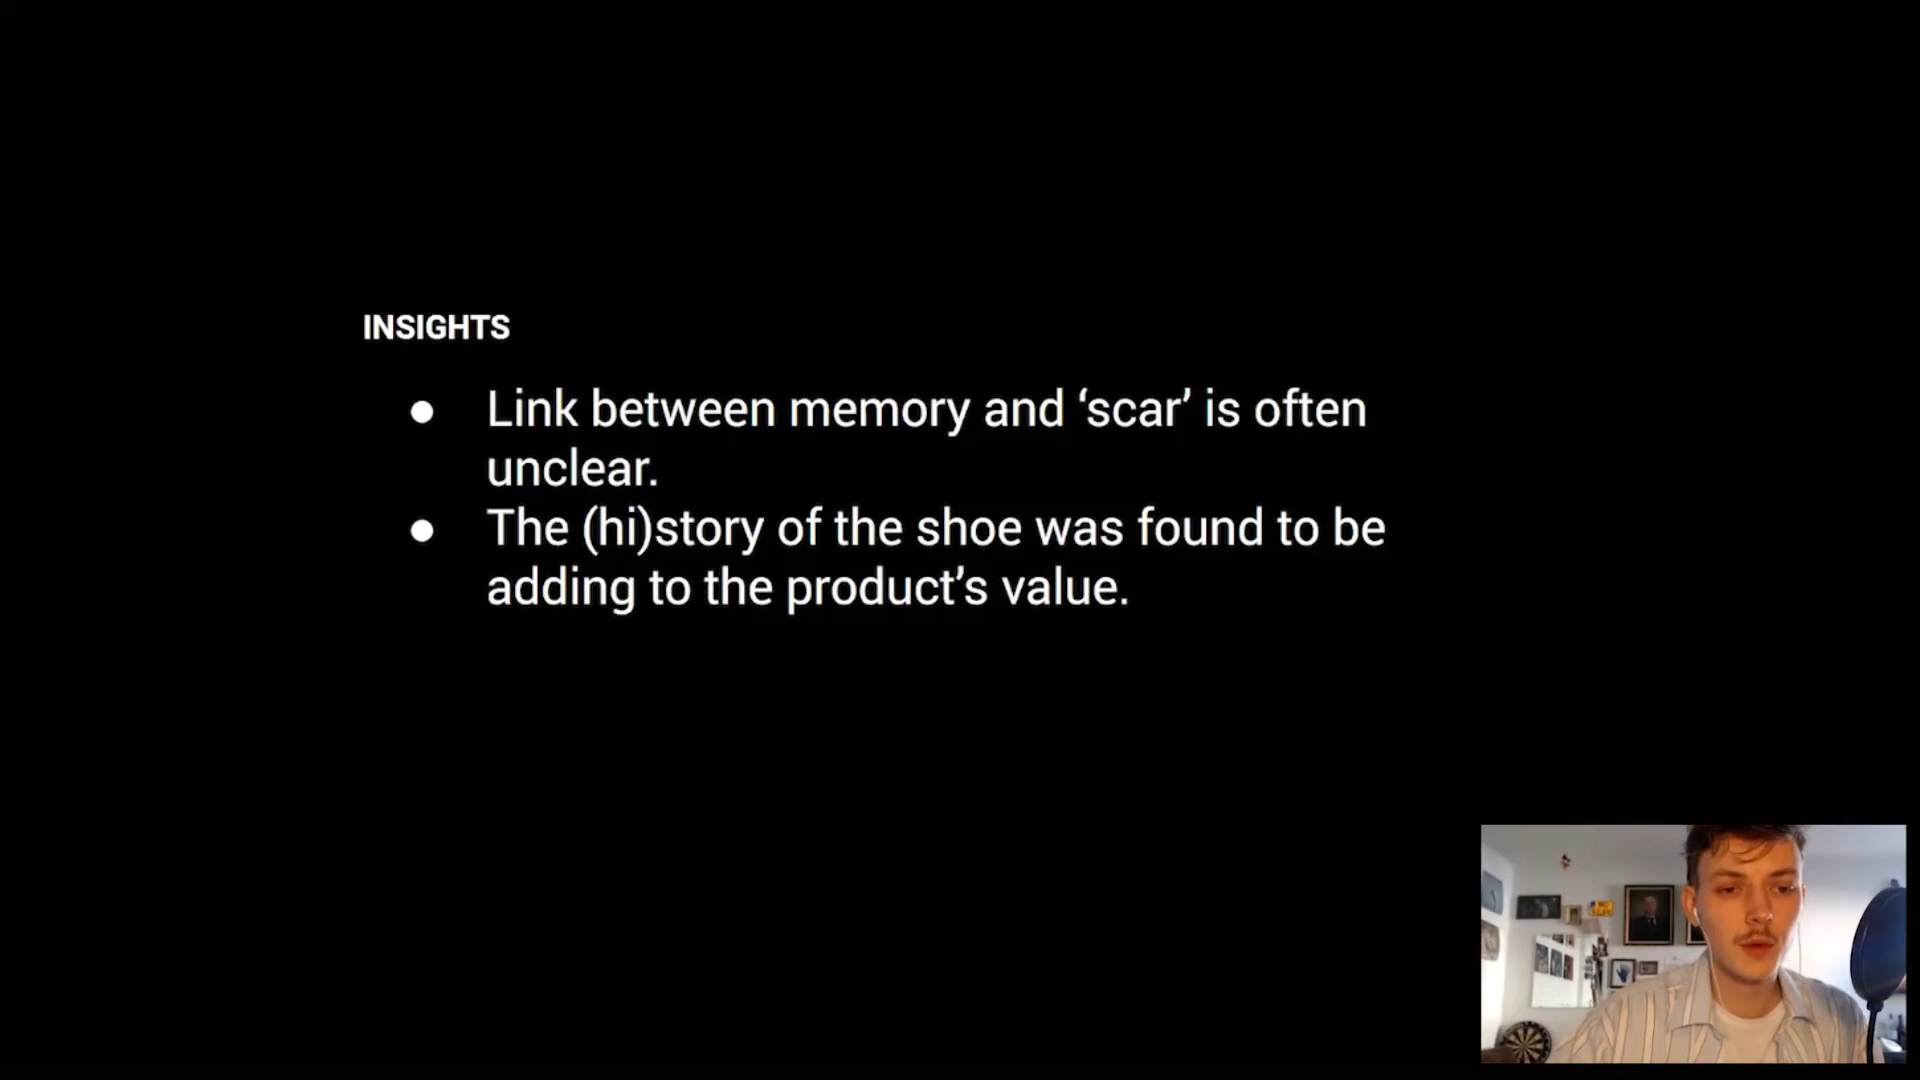 INSIGHTS
● Link between memory and ‘scar’ is often
unclear.
● The (hi)story of the shoe was found to be
adding to the product’s value.